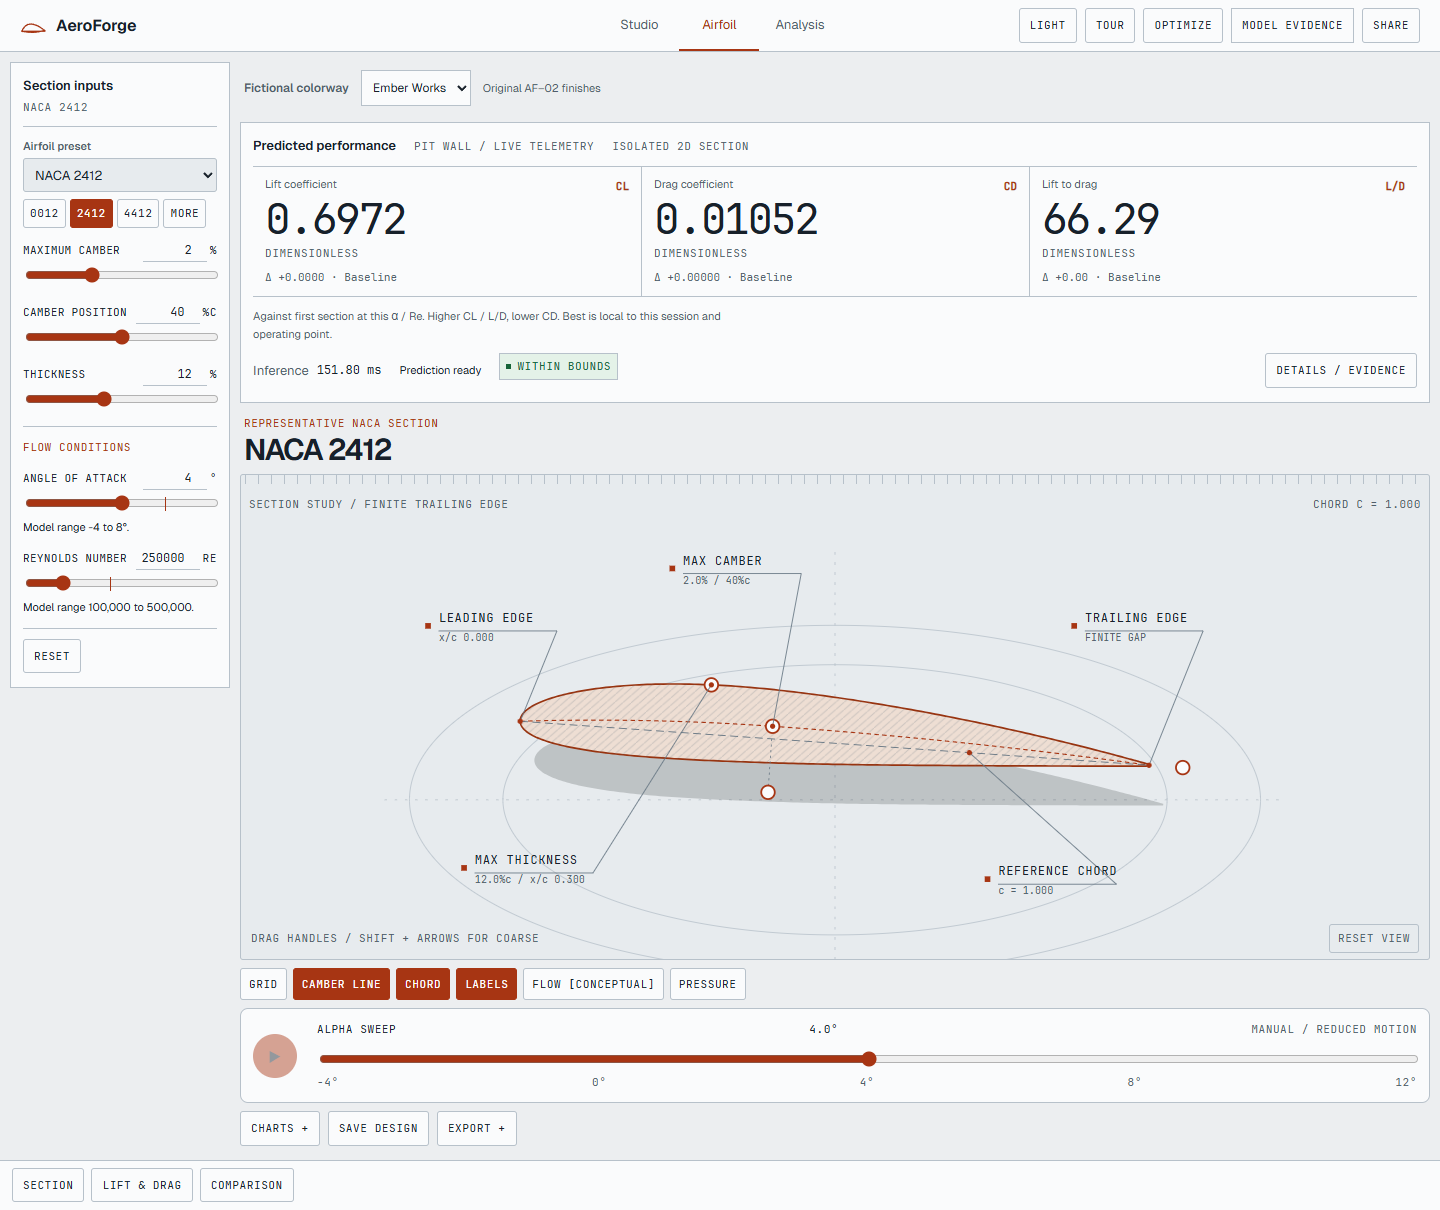 AeroForge
Studio
Airfoil
Analysis
LIGHT
TOUR
OPTIMIZE
MODEL EVIDENCE
SHARE
Section inputs
NACA 2412
Airfoil preset
NACA 2412
0012
2412
4412
MORE
MAXIMUM CAMBER 2 %
CAMBER POSITION 40 %C
THICKNESS 12 %
FLOW CONDITIONS
ANGLE OF ATTACK 4 °
Model range -4 to 8°.
REYNOLDS NUMBER 250000 RE
Model range 100,000 to 500,000.
RESET
Fictional colorway
Ember Works
Original AF-02 finishes
Predicted performance
PIT WALL / LIVE TELEMETRY
ISOLATED 2D SECTION
Lift coefficient
CL
0.6972
DIMENSIONLESS
Δ +0.0000 · Baseline
Drag coefficient
CD
0.01052
DIMENSIONLESS
Δ +0.00000 · Baseline
Lift to drag
L/D
66.29
DIMENSIONLESS
Δ +0.00 · Baseline
Against first section at this α / Re. Higher CL / L/D, lower CD. Best is local to this session and
operating point.
Inference 151.80 ms
Prediction ready
WITHIN BOUNDS
DETAILS / EVIDENCE
REPRESENTATIVE NACA SECTION
NACA 2412
SECTION STUDY / FINITE TRAILING EDGE
CHORD C = 1.000
MAX CAMBER
2.0% / 40%c
LEADING EDGE
x/c 0.000
TRAILING EDGE
FINITE GAP
MAX THICKNESS
12.0%c / x/c 0.300
REFERENCE CHORD
c = 1.000
DRAG HANDLES / SHIFT + ARROWS FOR COARSE
RESET VIEW
GRID
CAMBER LINE
CHORD
LABELS
FLOW [CONCEPTUAL]
PRESSURE
ALPHA SWEEP
4.0°
MANUAL / REDUCED MOTION
-4°
0°
4°
8°
12°
CHARTS +
SAVE DESIGN
EXPORT +
SECTION
LIFT & DRAG
COMPARISON